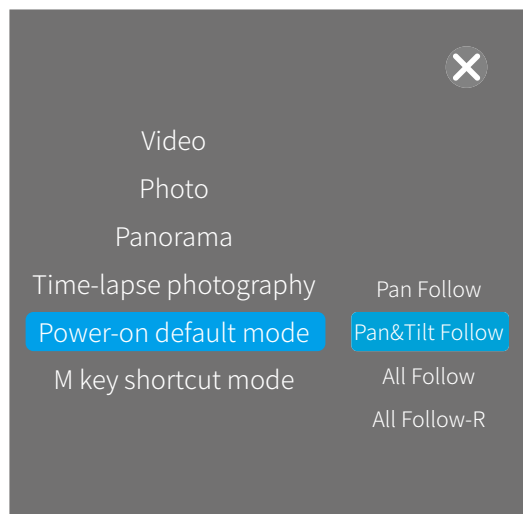 Video
Photo
Panorama
Time-lapse photography
Power-on default mode
M key shortcut mode
Pan Follow
Pan&Tilt Follow
All Follow
All Follow-R